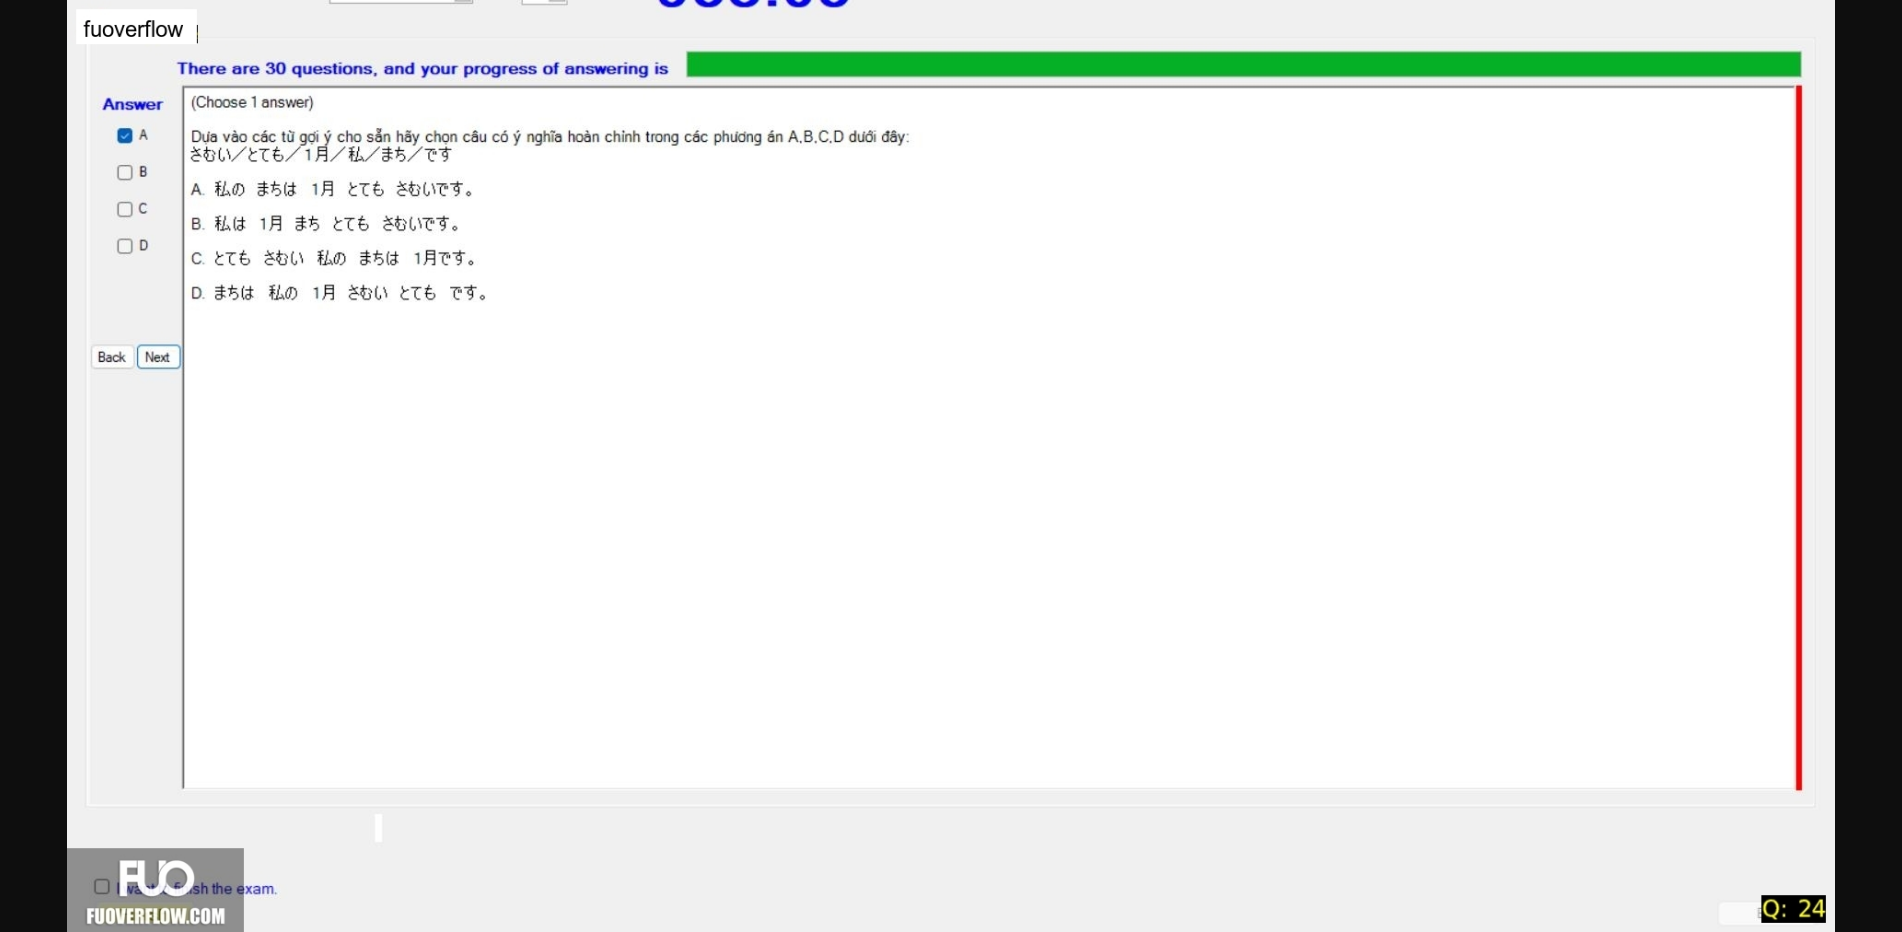 fuoverflow
There are 30 questions, and your progress of answering is
Answer
(Choose 1 answer)
A
B
C
D
Dựa vào các từ gợi ý cho sẵn hãy chọn câu có ý nghĩa hoàn chỉnh trong các phương án A,B,C,D dưới đây:
さむい／とても／1月／私／まち／です
A. 私の まちは 1月 とても さむいです。
B. 私は 1月 まち とても さむいです。
C. とても さむい 私の まちは 1月です。
D. まちは 私の 1月 さむい とても です。
Back Next
FUO
the exam.
FUOVERFLOW.COM
Q: 24